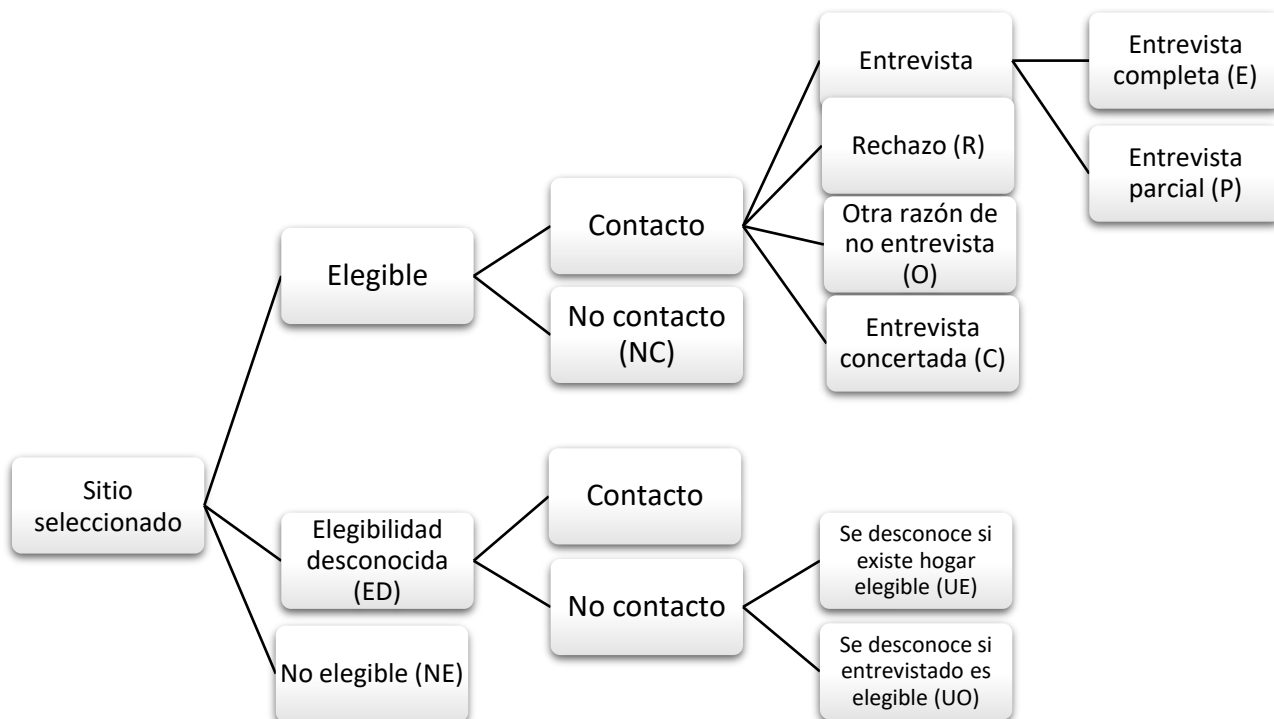 Sitio
seleccionado
Elegible
Contacto
Entrevista
Entrevista
completa (E)
Entrevista
parcial (P)
Rechazo (R)
Otra razón de
no entrevista
(O)
Entrevista
concertada (C)
No contacto
(NC)
Elegibilidad
desconocida
(ED)
Contacto
No contacto
Se desconoce si
existe hogar
elegible (UE)
Se desconoce si
entrevistado es
elegible (UO)
No elegible (NE)